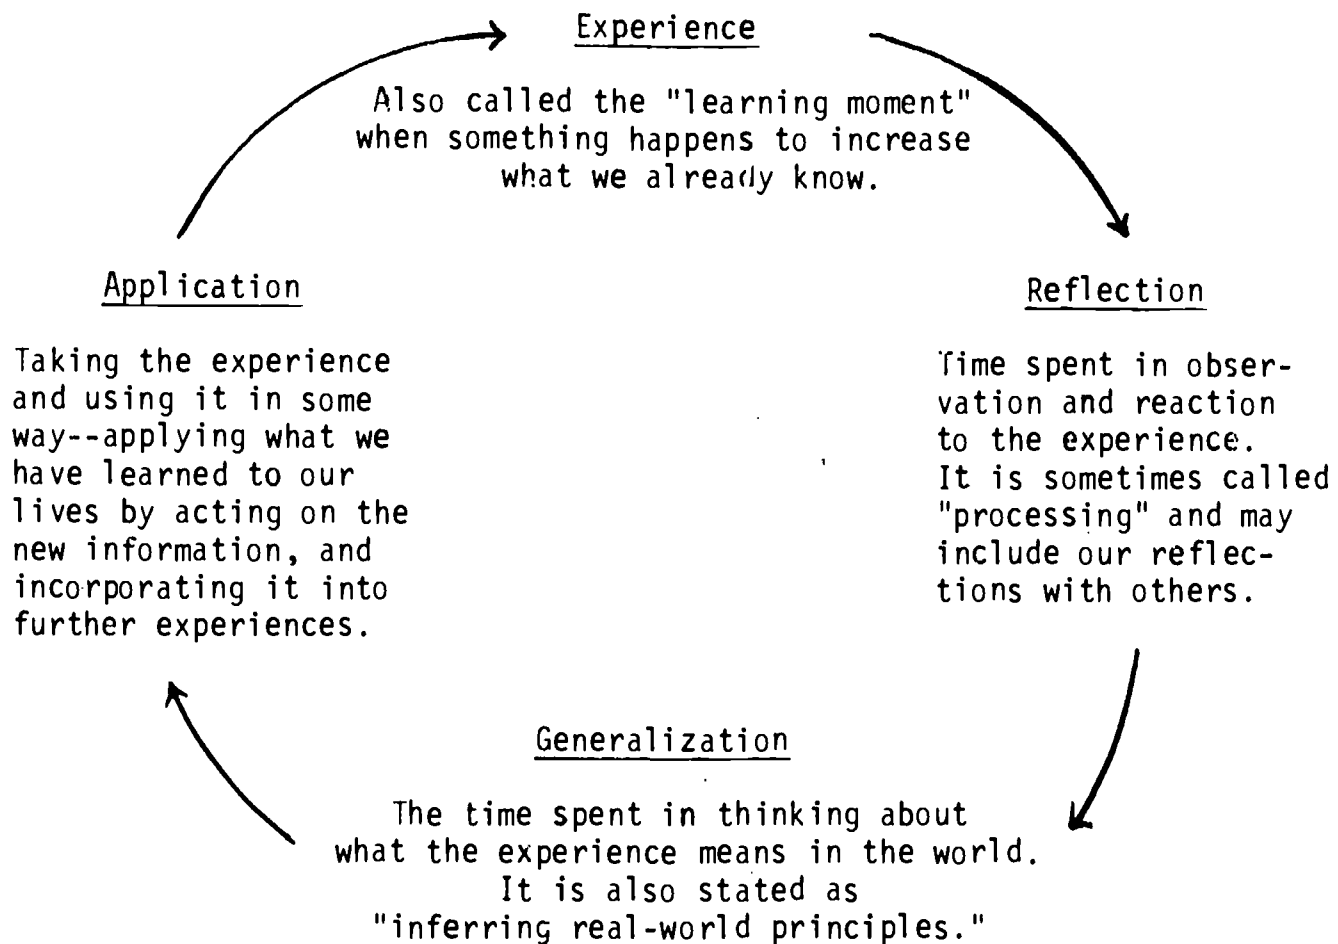 Experience
Also called the "learning moment"
when something happens to increase
what we already know.
Reflection
Time spent in obser-
vation and reaction
to the experience.
It is sometimes called
"processing" and may
include our reflec-
tions with others.
Generalization
The time spent in thinking about
what the experience means in the world.
It is also stated as
"inferring real-world principles."
Application
Taking the experience
and using it in some
way--applying what we
have learned to our
lives by acting on the
new information, and
incorporating it into
further experiences.